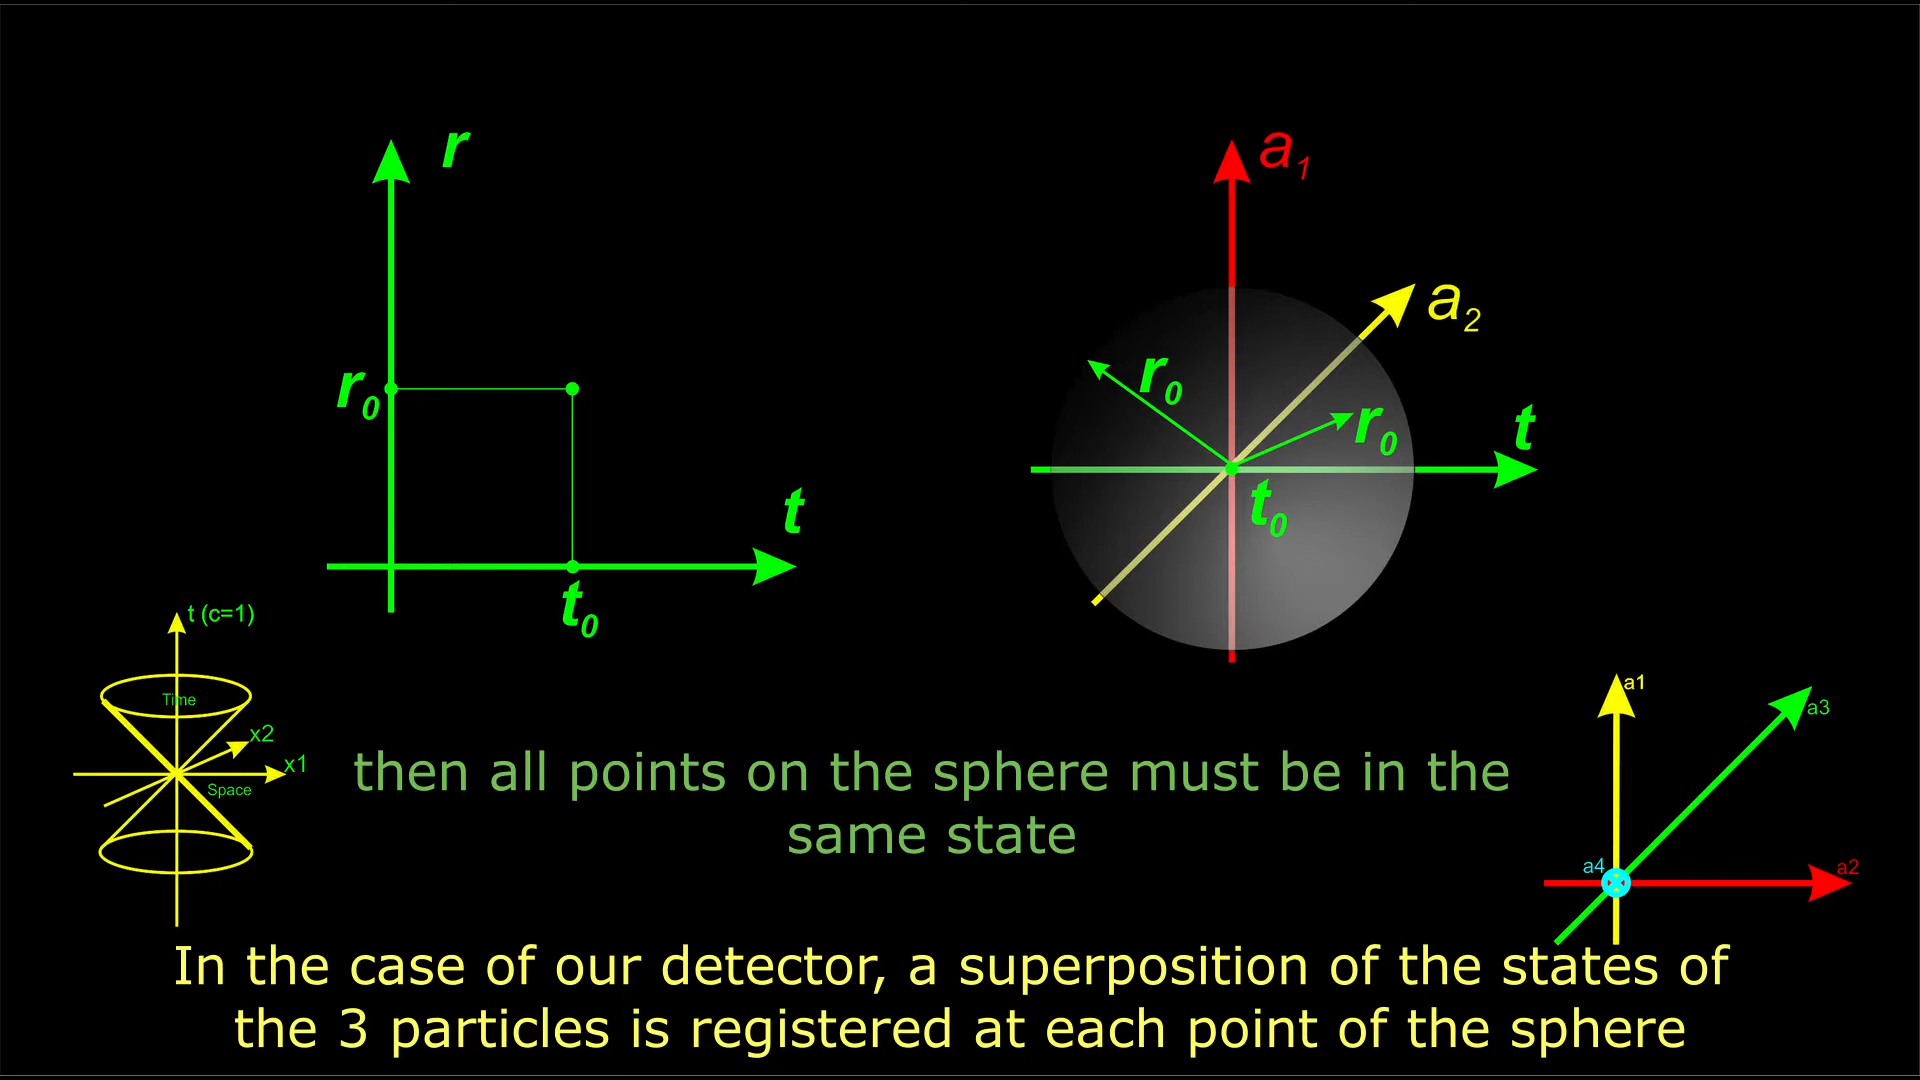 r
a1
a2
r0
r0
r0
t
t
t0
t0
t (c=1)
Time
x2
x1
Space
a1
a3
a4
a2
then all points on the sphere must be in the
same state
In the case of our detector, a superposition of the states of
the 3 particles is registered at each point of the sphere